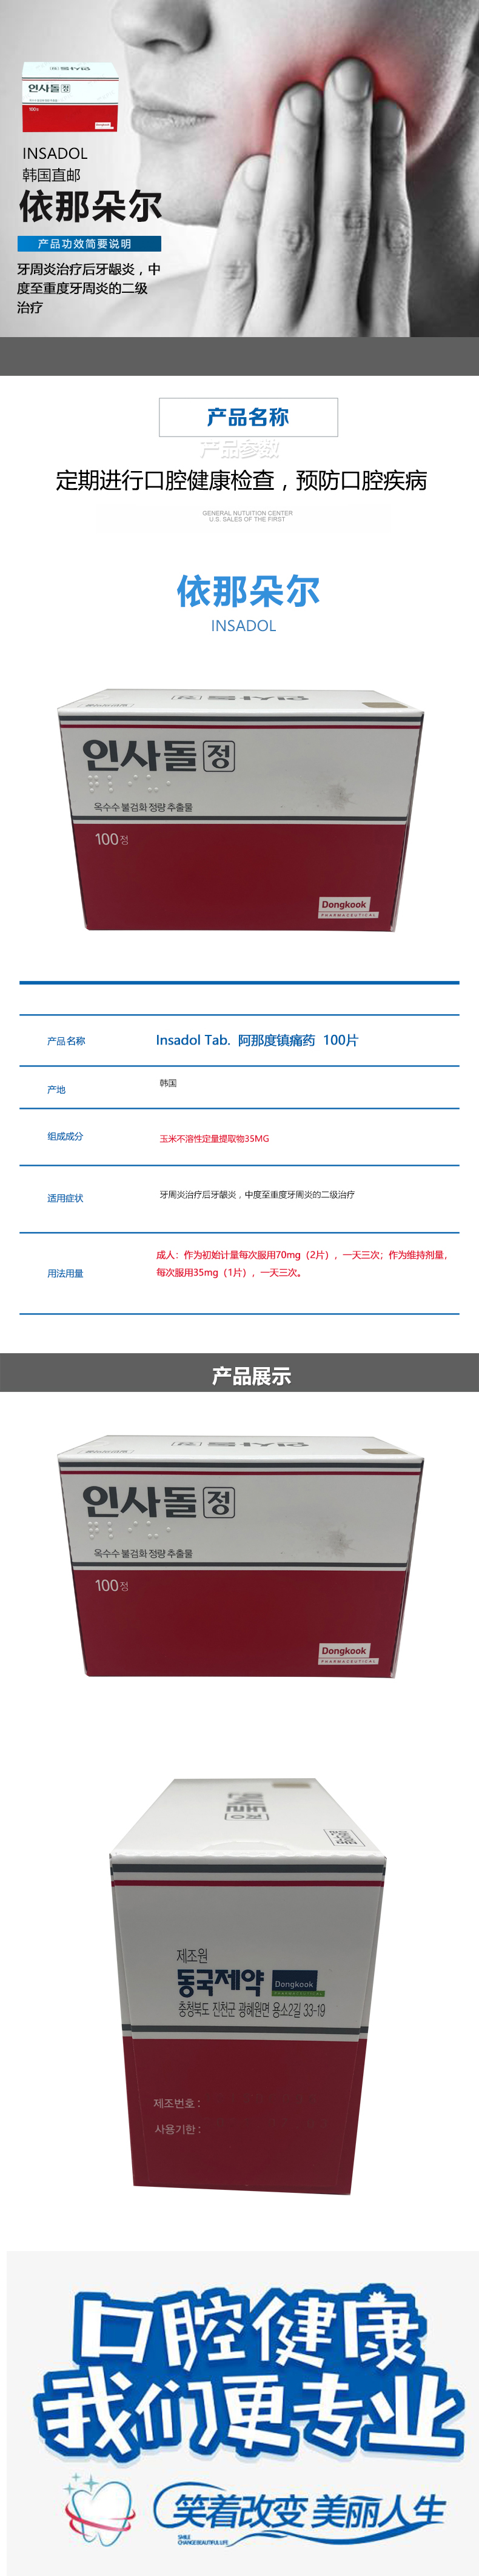 인사돌 정
100정
Dongkook
INSADOL
韩国直邮
依那朵尔
产品功效简要说明
牙周炎治疗后牙龈炎，中
度至重度牙周炎的二级
治疗
产品名称
产品参数
定期进行口腔健康检查，预防口腔疾病
GENERAL NUTUITION CENTER
U.S. SALES OF THE FIRST
依那朵尔
INSADOL
인사돌 정
인사돌 정
옥수수 불검화 정량 추출물
100정
Dongkook
PHARMACEUTICAL
产品名称 Insadol Tab. 阿那度镇痛药 100片
产地 韩国
组成成分 玉米不溶性定量提取物35MG
适用症状 牙周炎治疗后牙龈炎，中度至重度牙周炎的二级治疗
成人：作为初始计量每次服用70mg（2片），一天三次；作为维持剂量，
用法用量 每次服用35mg（1片），一天三次。
产品展示
인사돌 정
인사돌 정
옥수수 불검화 정량 추출물
100정
Dongkook
PHARMACEUTICAL
제조원
동국제약 Dongkook
PHARMACEUTICAL
충청북도 진천군 광혜원면 용소2길 33-19
제조번호 :
사용기한 :
口腔健康
我们更专业
笑着改变 美丽人生
SMILE
CHANGE BEAUTIFUL LIFE